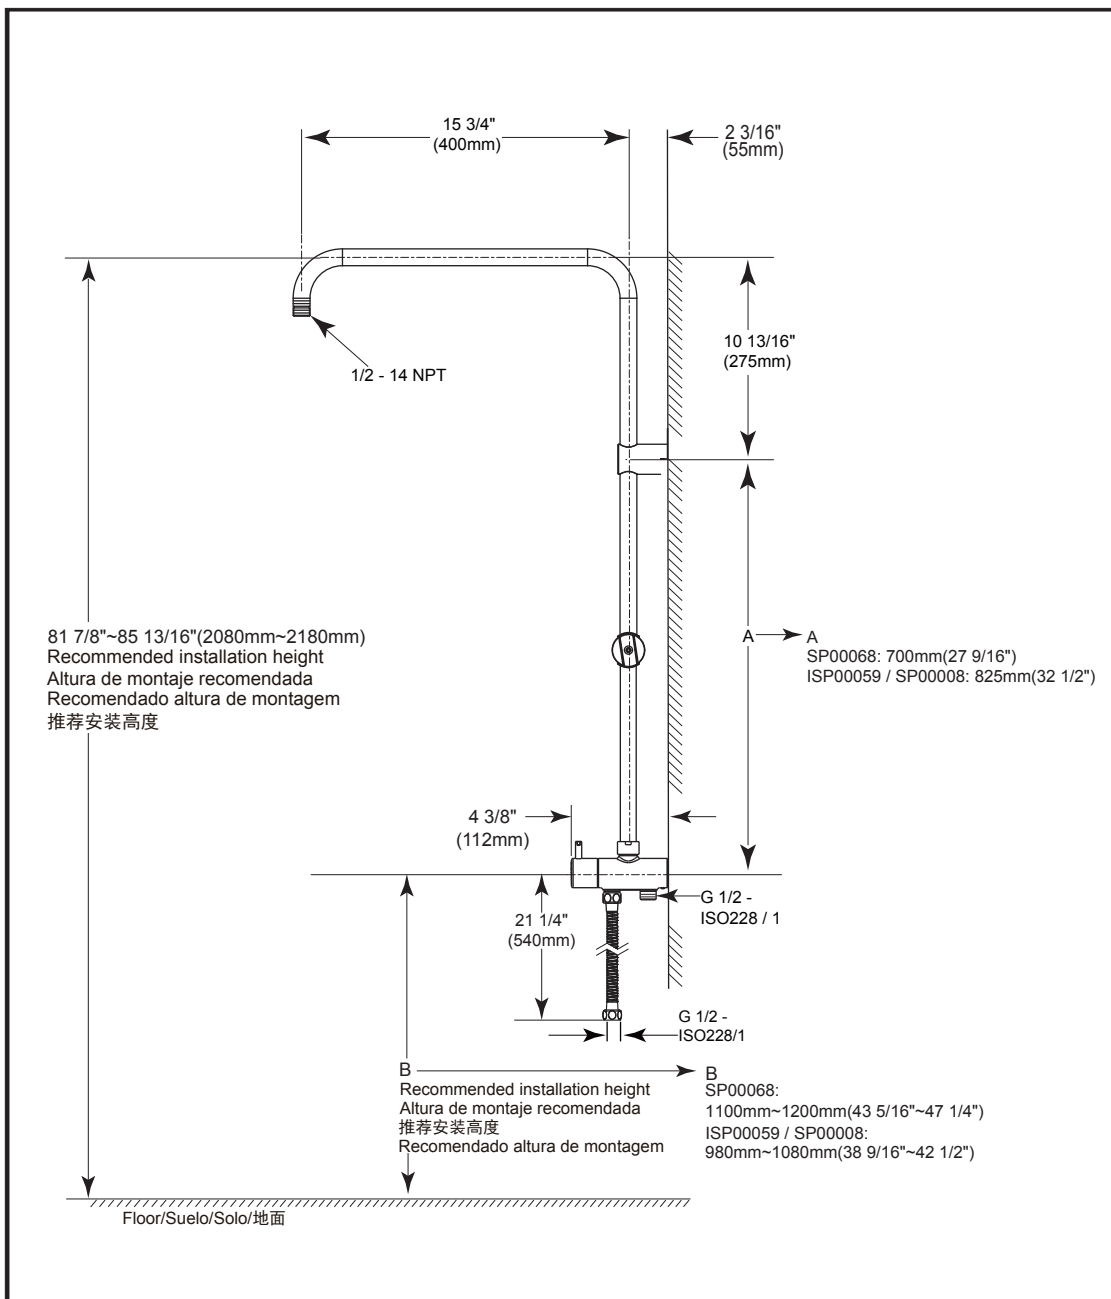 15 3/4"
(400mm)
2 3/16"
(55mm)
10 13/16"
(275mm)
1/2 - 14 NPT
81 7/8"~85 13/16"(2080mm~2180mm)
Recommended installation height
Altura de montaje recomendada
Recomendado altura de montagem
推荐安装高度
A
A
SP00068: 700mm(27 9/16")
ISP00059 / SP00008: 825mm(32 1/2")
4 3/8"
(112mm)
21 1/4"
(540mm)
G 1/2 -
ISO228 / 1
G 1/2 -
ISO228/1
B
Recommended installation height
Altura de montaje recomendada
推荐安装高度
Recomendado altura de montagem
B
SP00068:
1100mm~1200mm(43 5/16"~47 1/4")
ISP00059 / SP00008:
980mm~1080mm(38 9/16"~42 1/2")
Floor/Suelo/Solo/地面